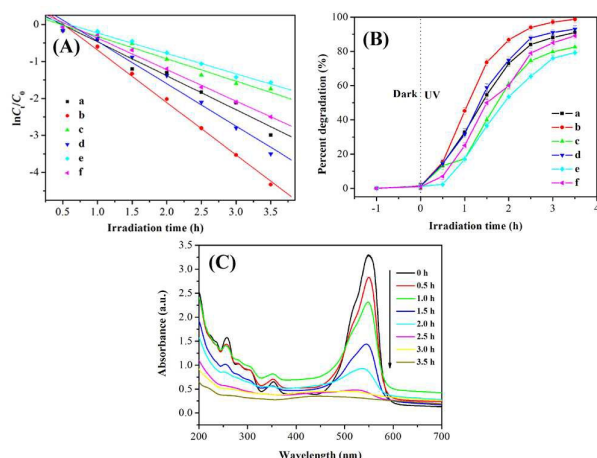 (A)
lnCt/C0
0
-1
-2
-3
-4
a
b
c
d
e
f
0.5 1.0 1.5 2.0 2.5 3.0 3.5
Irradiation time (h)
(B)
Percent degradation (%)
100
80
60
40
20
0
Dark UV
a
b
c
d
e
f
-1 0 1 2 3 4
Irradiation time (h)
(C)
Absorbance (a.u.)
3.5
3.0
2.5
2.0
1.5
1.0
0.5
0.0
0 h
0.5 h
1.0 h
1.5 h
2.0 h
2.5 h
3.0 h
3.5 h
200 300 400 500 600 700
Wavelength (nm)